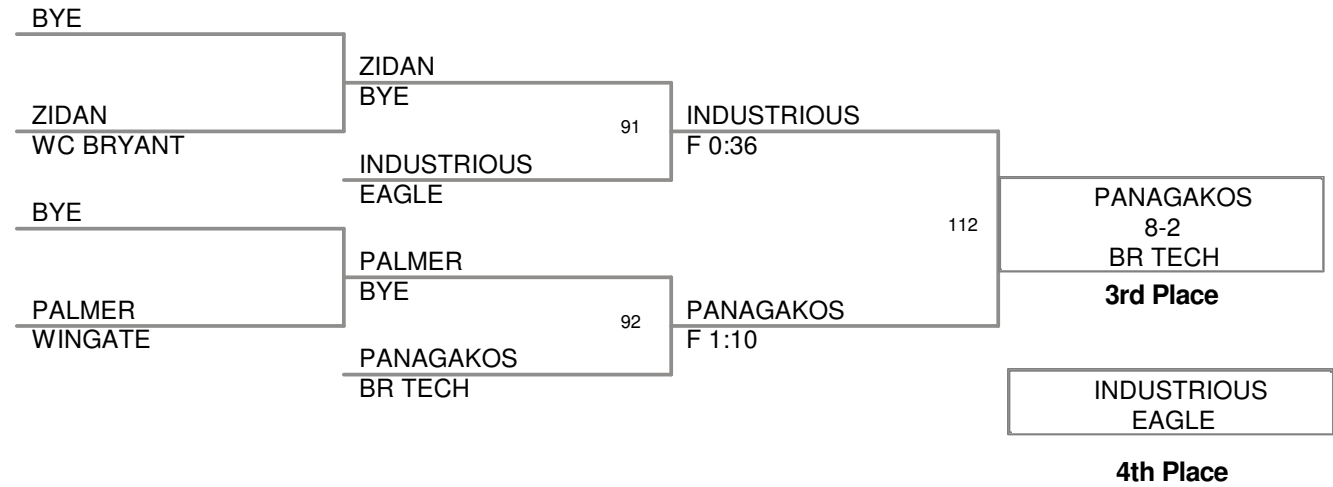 BYE
ZIDAN
WC BRYANT
BYE
PALMER
WINGATE
ZIDAN
BYE
INDUSTRIOUS
EAGLE
PALMER
BYE
PANAGAKOS
BR TECH
91
92
INDUSTRIOUS
F 0:36
PANAGAKOS
F 1:10
112
PANAGAKOS
8-2
BR TECH
3rd Place
INDUSTRIOUS
EAGLE
4th Place